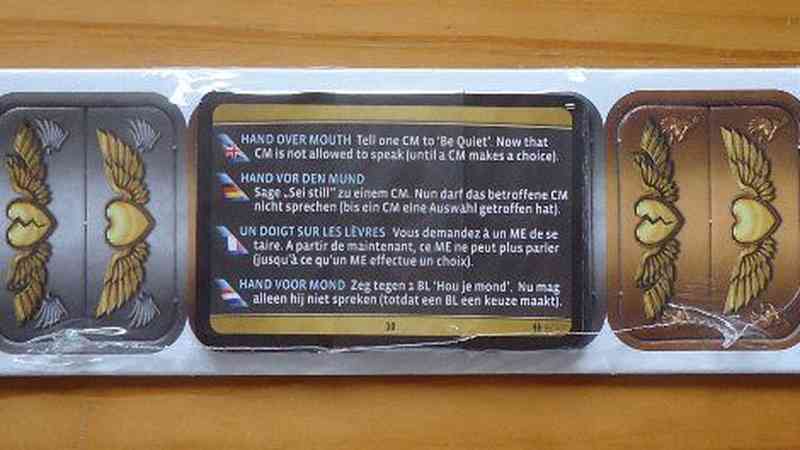 HAND OVER MOUTH Tell one CM to 'Be Quiet'. Now that
CM is not allowed to speak (until a CM makes a choice).
HAND VOR DEN MUND
Sage „Sei still“ zu einem CM. Nun darf das betroffene CM
nicht sprechen (bis ein CM eine Auswahl getroffen hat).
UN DOIGT SUR LES LÈVRES Vous demandez à un ME de se
taire. A partir de maintenant, ce ME ne peut plus parler
(jusqu'à ce qu'un ME effectue un choix).
HAND VOOR MOND Zeg tegen 1 BL 'Hou je mond'. Nu mag
alleen hij niet spreken (totdat een BL een keuze maakt).